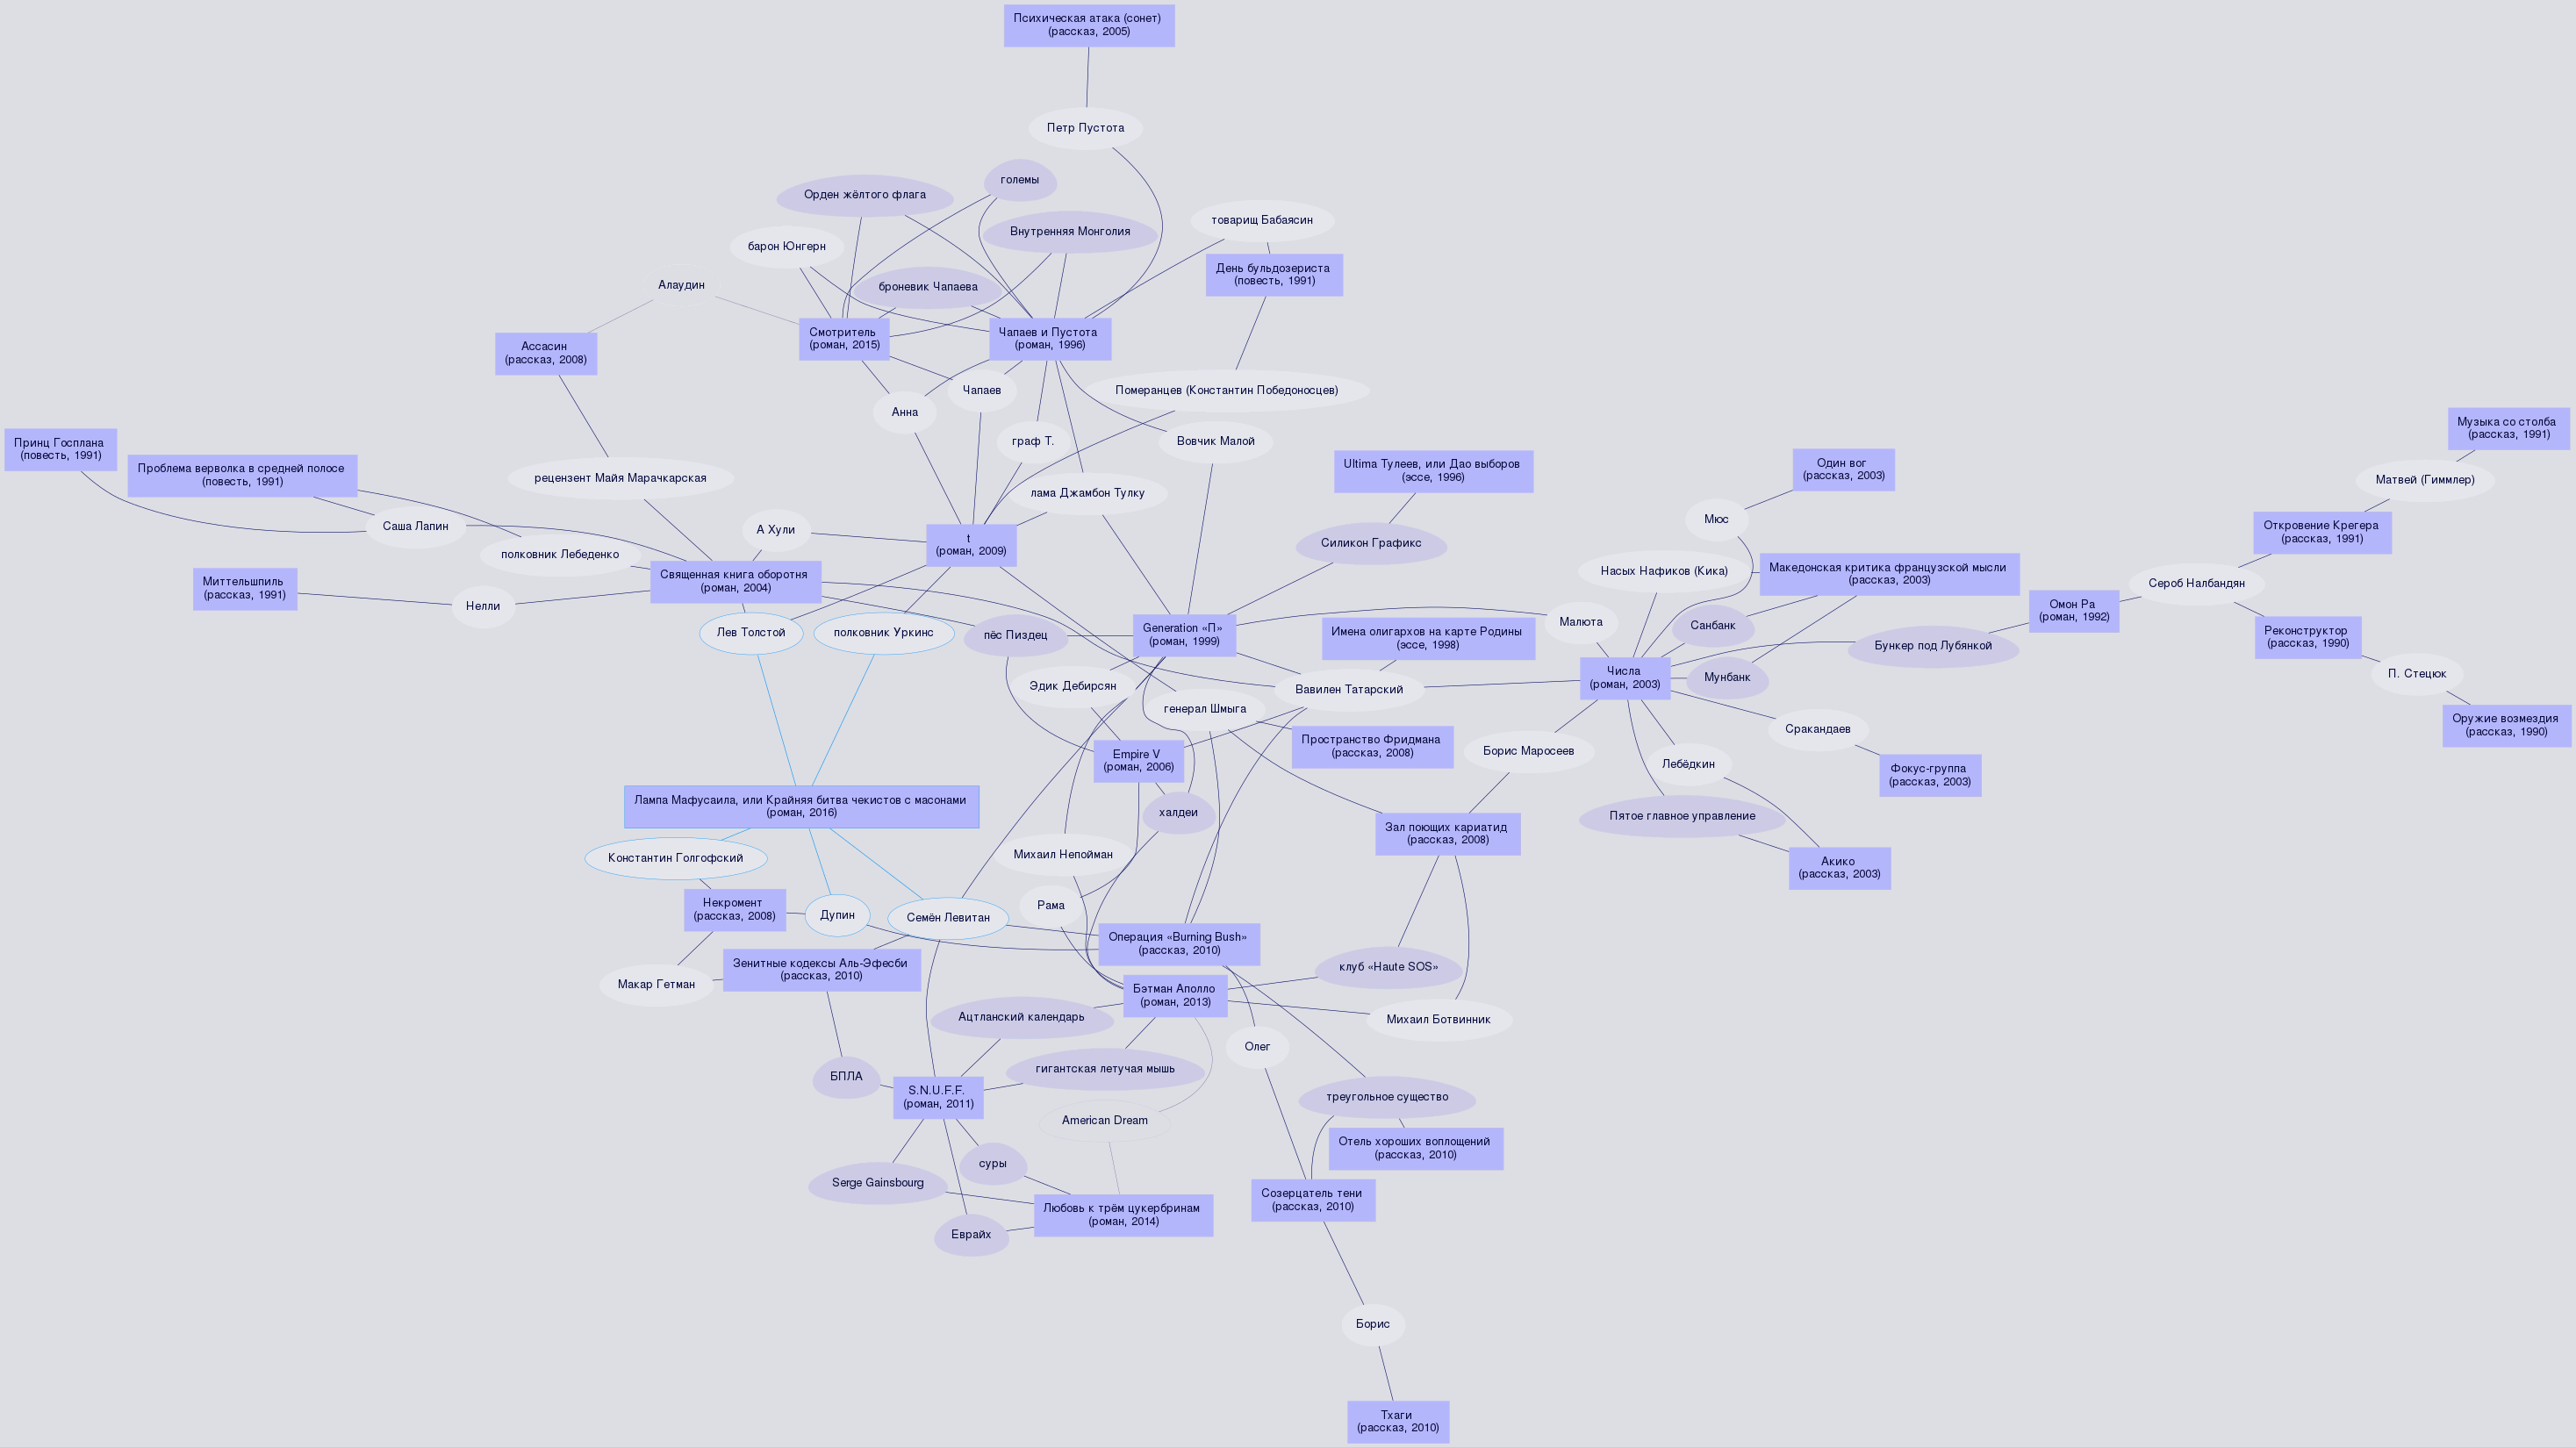 Психическая атака (сонет)
(рассказ, 2005)
Петр Пустота
големы
Орден жёлтого флага
товарищ Бабаясин
Внутренняя Монголия
барон Юнгерн
День бульдозериста
(повесть, 1991)
Алаудин
броневик Чапаева
Смотритель
(роман, 2015)
Чапаев и Пустота
(роман, 1996)
Ассасин
(рассказ, 2008)
Чапаев
Померанцев (Константин Победоносцев)
Анна
Музыка со столба
(рассказ, 1991)
Принц Госплана
(повесть, 1991)
граф Т.
Вовчик Малой
Проблема верволка в средней полосе
(повесть, 1991)
Ultima Тулеев, или Дао выборов
(эссе, 1996)
Один вог
(рассказ, 2003)
рецензент Майя Марачкарская
Матвей (Гиммлер)
лама Джамбон Тулку
Саша Лапин
А Хули
Мюс
Откровение Крегера
(рассказ, 1991)
t
(роман, 2009)
Силикон Графикс
полковник Лебеденко
Священная книга оборотня
(роман, 2004)
Насых Нафиков (Кика)
Македонская критика французской мысли
(рассказ, 2003)
Сероб Налбандян
Миттельшпиль
(рассказ, 1991)
Нелли
Омон Ра
(роман, 1992)
Лев Толстой
полковник Уркинс
пёс Пиздец
Generation «П»
(роман, 1999)
Имена олигархов на карте Родины
(эссе, 1998)
Малюта
Санбанк
Бункер под Лубянкой
Реконструктор
(рассказ, 1990)
Эдик Дебирсян
Вавилен Татарский
Числа
(роман, 2003)
Мунбанк
П. Стецюк
генерал Шмыга
Оружие возмездия
(рассказ, 1990)
Empire V
(роман, 2006)
Пространство Фридмана
(рассказ, 2008)
Борис Маросеев
Сракандаев
Лебёдкин
Фокус-группа
(рассказ, 2003)
Лампа Мафусаила, или Крайняя битва чекистов с масонами
(роман, 2016)
халдеи
Пятое главное управление
Зал поющих кариатид
(рассказ, 2008)
Константин Голгофский
Михаил Непойман
Акико
(рассказ, 2003)
Некромент
(рассказ, 2008)
Дупин
Семён Левитан
Рама
Операция «Burning Bush»
(рассказ, 2010)
Зенитные кодексы Аль-Эфесби
(рассказ, 2010)
клуб «Haute SOS»
Макар Гетман
Бэтман Аполло
(роман, 2013)
Ацтланский календарь
Михаил Ботвинник
Олег
БПЛА
гигантская летучая мышь
S.N.U.F.F.
(роман, 2011)
треугольное существо
American Dream
Отель хороших воплощений
(рассказ, 2010)
суры
Serge Gainsbourg
Любовь к трём цукербринам
(роман, 2014)
Созерцатель тени
(рассказ, 2010)
Еврайх
Борис
Тхаги
(рассказ, 2010)